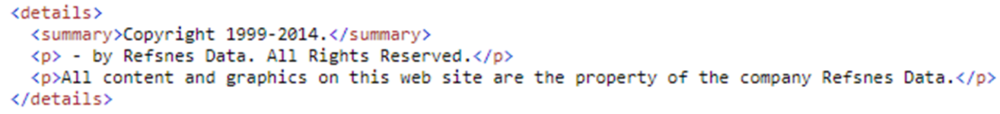 <details>
  <summary>Copyright 1999-2014.</summary>
  <p> - by Refsnes Data. All Rights Reserved.</p>
  <p>All content and graphics on this web site are the property of the company Refsnes Data.</p>
</details>